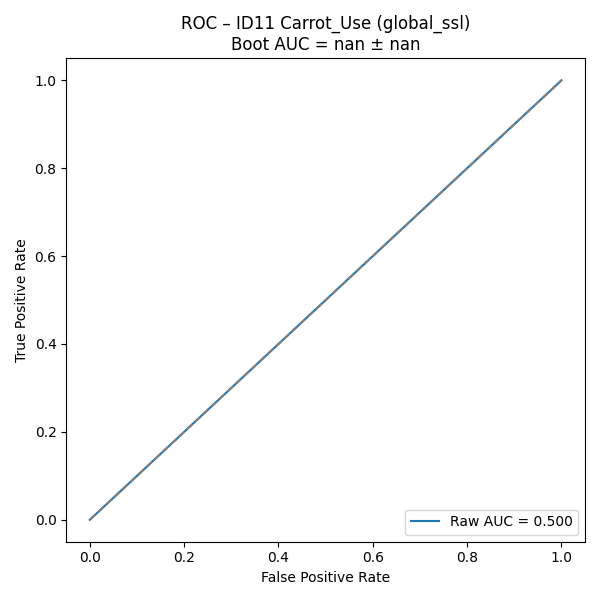 ROC – ID11 Carrot_Use (global_ssl)
Boot AUC = nan ± nan
1.0
0.8
0.6
0.4
0.2
0.0
True Positive Rate
Raw AUC = 0.500
0.0 0.2 0.4 0.6 0.8 1.0
False Positive Rate